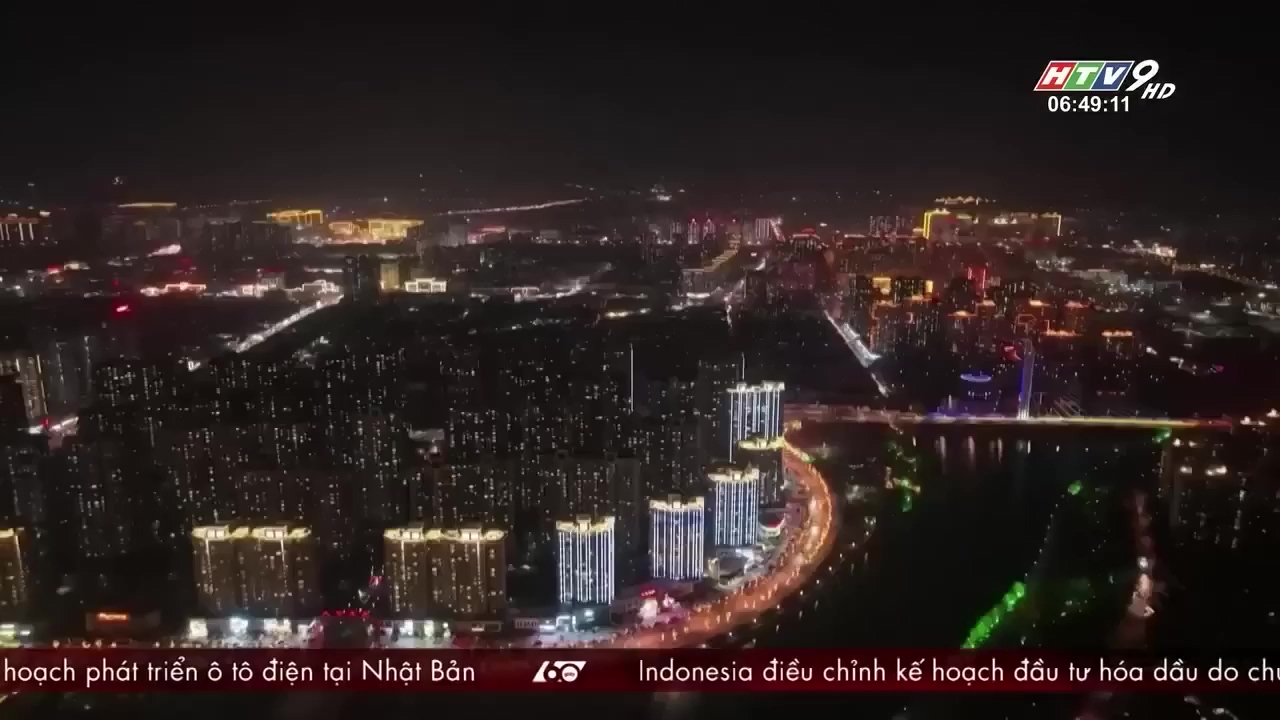 HTV9 HD
06:49:11
hoạch phát triển ô tô điện tại Nhật Bản 60 Indonesia điều chỉnh kế hoạch đầu tư hóa dầu do